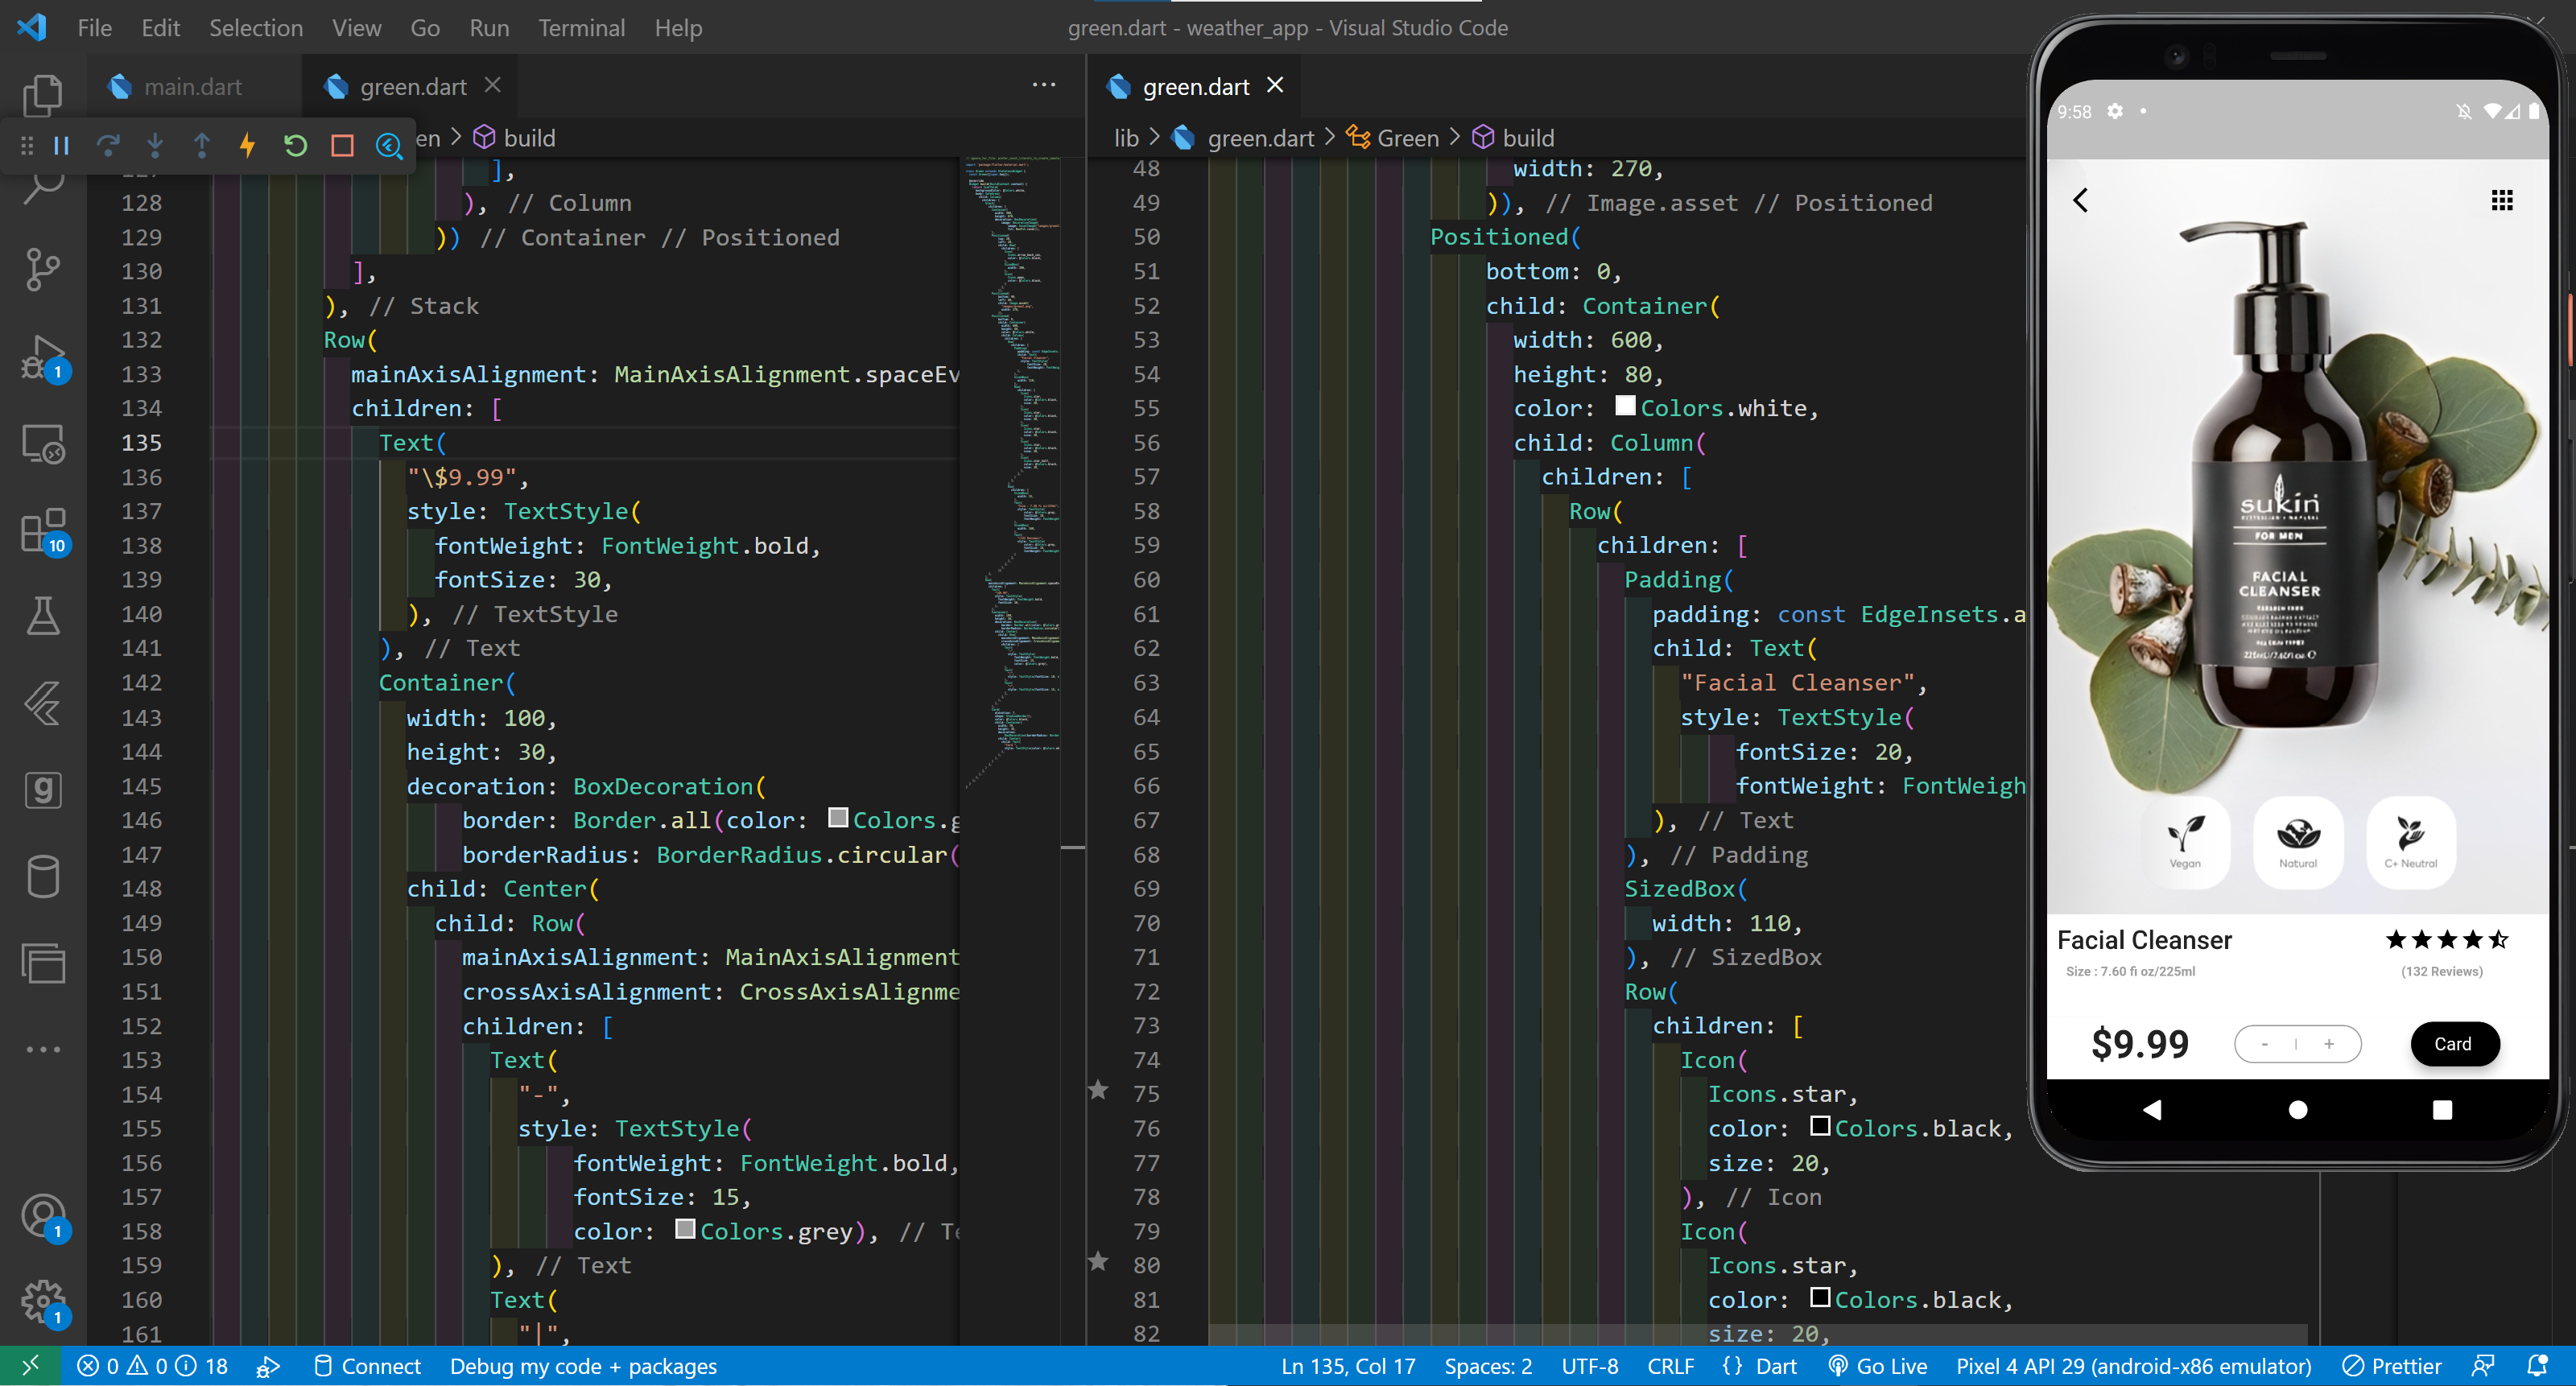 File Edit Selection View Go Run Terminal Help
green.dart - weather_app - Visual Studio Code
main.dart
green.dart
en > build
],
128 ), // Column
129 )) // Container // Positioned
130 ],
131 ), // Stack
132 Row(
133 mainAxisAlignment: MainAxisAlignment.spaceEv
134 children: [
135 Text(
136 "\$9.99",
137 style: TextStyle(
138 fontWeight: FontWeight.bold,
139 fontSize: 30,
140 ), // TextStyle
141 ), // Text
142 Container(
143 width: 100,
144 height: 30,
145 decoration: BoxDecoration(
146 border: Border.all(color: Colors.g
147 borderRadius: BorderRadius.circular(
148 child: Center(
149 child: Row(
150 mainAxisAlignment: MainAxisAlignment
151 crossAxisAlignment: CrossAxisAlignme
152 children: [
153 Text(
154 "-",
155 style: TextStyle(
156 fontWeight: FontWeight.bold,
157 fontSize: 15,
158 color: Colors.grey), // Te
159 ), // Text
160 Text(
161 "|",
green.dart
lib > green.dart > Green > build
48 width: 270,
49 )), // Image.asset // Positioned
50 Positioned(
51 bottom: 0,
52 child: Container(
53 width: 600,
54 height: 80,
55 color: Colors.white,
56 child: Column(
57 children: [
58 Row(
59 children: [
60 Padding(
61 padding: const EdgeInsets.a
62 child: Text(
63 "Facial Cleanser",
64 style: TextStyle(
65 fontSize: 20,
66 fontWeight: FontWeigh
67 ), // Text
68 ), // Padding
69 SizedBox(
70 width: 110,
71 ), // SizedBox
72 Row(
73 children: [
74 Icon(
75 Icons.star,
76 color: Colors.black,
77 size: 20,
78 ), // Icon
79 Icon(
80 Icons.star,
81 color: Colors.black,
82 size: 20,
9:58
sukin
FOR MEN
FACIAL
CLEANSER
Vegan
Natural
C+ Neutral
Facial Cleanser
Size : 7.60 fl oz/225ml
(132 Reviews)
$9.99
- | +
Card
1
10
1
1
0 0 18 Connect Debug my code + packages
Ln 135, Col 17 Spaces: 2 UTF-8 CRLF {} Dart Go Live Pixel 4 API 29 (android-x86 emulator) Prettier